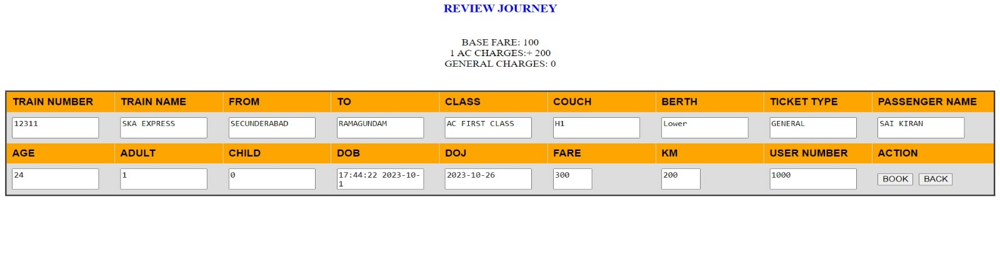 REVIEW JOURNEY
BASE FARE: 100
1 AC CHARGES:+ 200
GENERAL CHARGES: 0
TRAIN NUMBER TRAIN NAME FROM TO CLASS COUCH BERTH TICKET TYPE PASSENGER NAME
12311 SKA EXPRESS SECUNDERABAD RAMAGUNDAM AC FIRST CLASS H1 Lower GENERAL SAI KIRAN
AGE ADULT CHILD DOB DOJ FARE KM USER NUMBER ACTION
24 1 0 17:44:22 2023-10- 2023-10-26 300 200 1000 BOOK BACK
1